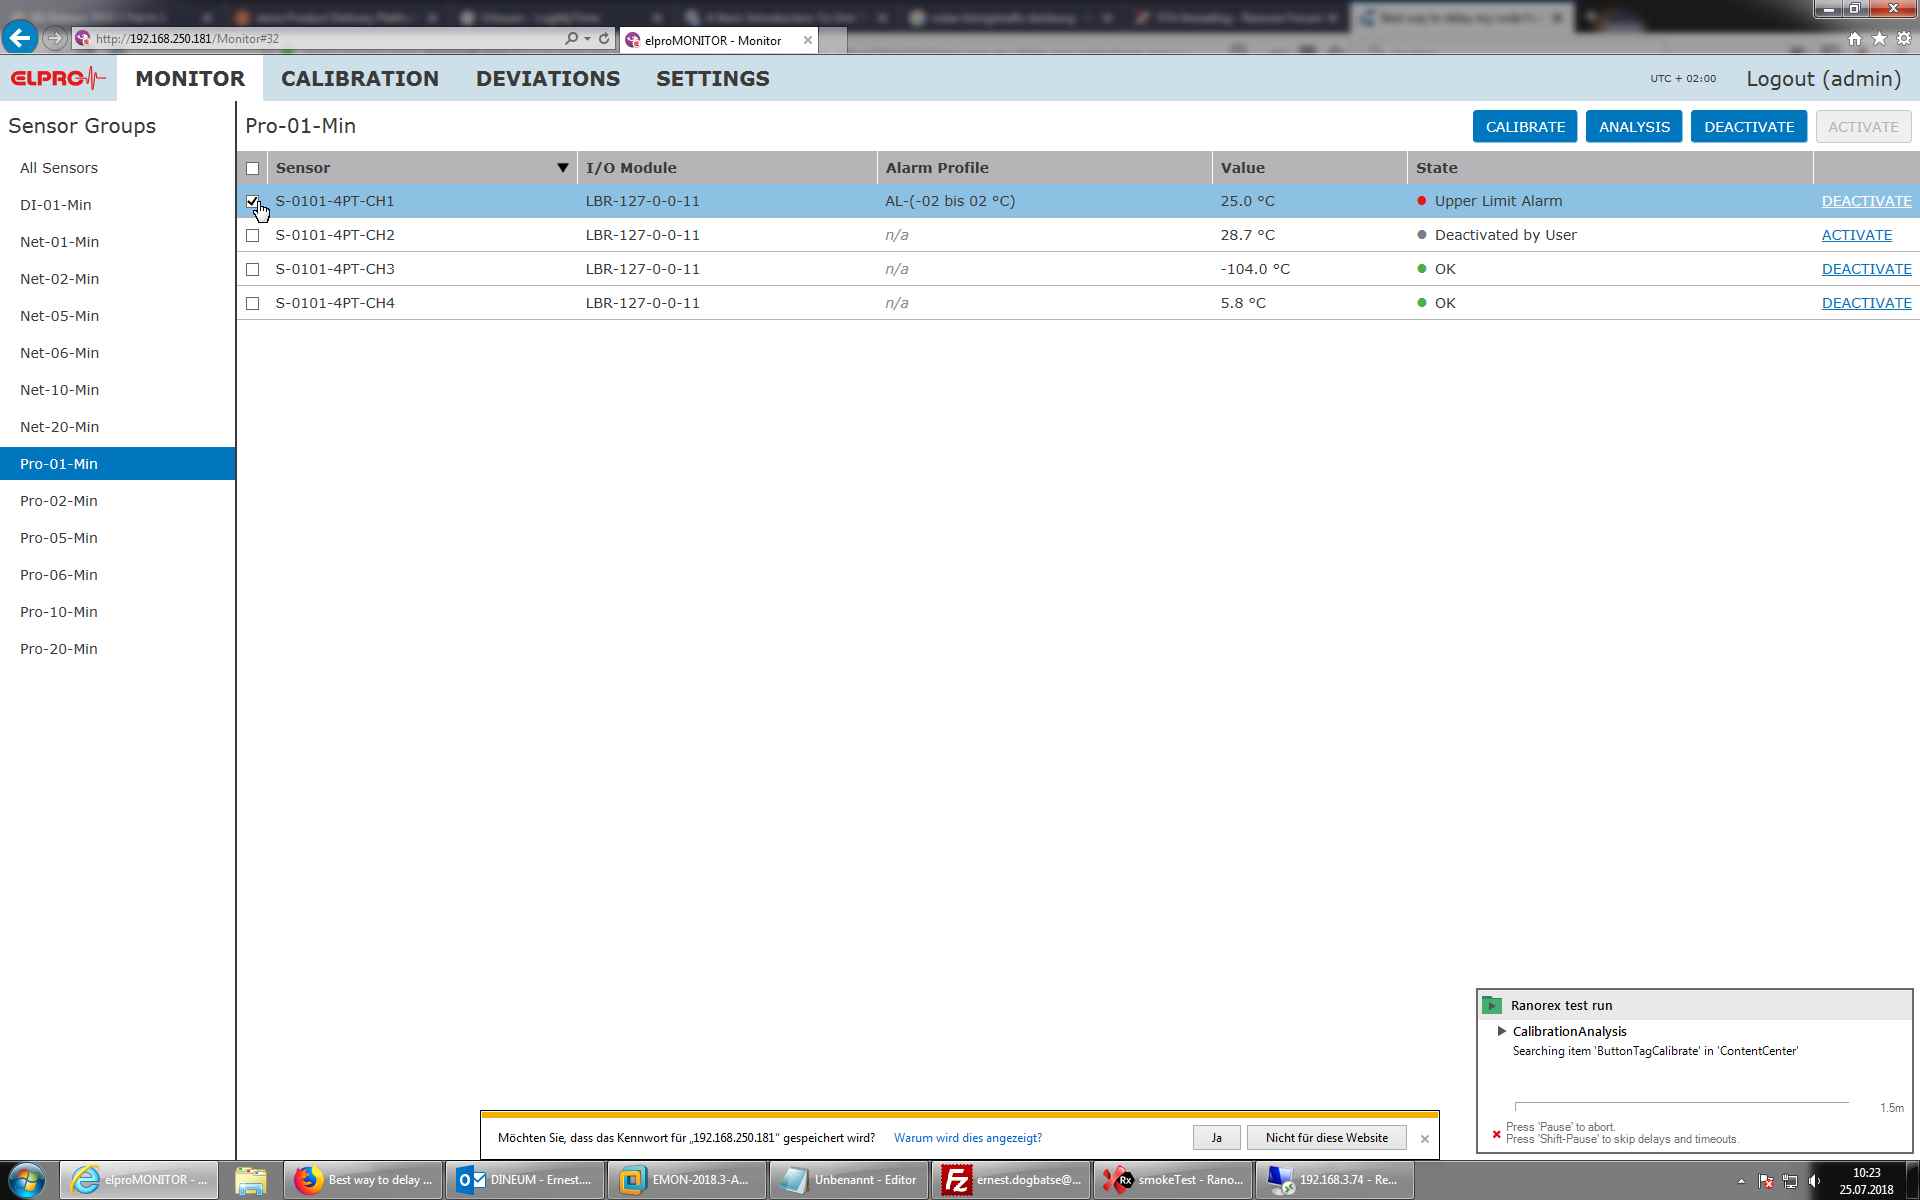 http://192.168.250.181/Monitor#32
elproMONITOR - Monitor
ELPRO
MONITOR
CALIBRATION
DEVIATIONS
SETTINGS
UTC + 02:00
Logout (admin)
Sensor Groups
All Sensors
DI-01-Min
Net-01-Min
Net-02-Min
Net-05-Min
Net-06-Min
Net-10-Min
Net-20-Min
Pro-01-Min
Pro-02-Min
Pro-05-Min
Pro-06-Min
Pro-10-Min
Pro-20-Min
Pro-01-Min
CALIBRATE
ANALYSIS
DEACTIVATE
ACTIVATE
Sensor I/O Module Alarm Profile Value State
S-0101-4PT-CH1 LBR-127-0-0-11 AL-(-02 bis 02 °C) 25.0 °C Upper Limit Alarm DEACTIVATE
S-0101-4PT-CH2 LBR-127-0-0-11 n/a 28.7 °C Deactivated by User ACTIVATE
S-0101-4PT-CH3 LBR-127-0-0-11 n/a -104.0 °C OK DEACTIVATE
S-0101-4PT-CH4 LBR-127-0-0-11 n/a 5.8 °C OK DEACTIVATE
Ranorex test run
CalibrationAnalysis
Searching item 'ButtonTagCalibrate' in 'ContentCenter'
1.5m
Press 'Pause' to abort.
Press 'Shift-Pause' to skip delays and timeouts.
Möchten Sie, dass das Kennwort für „192.168.250.181“ gespeichert wird? Warum wird dies angezeigt? Ja Nicht für diese Website
elproMONITOR - ...
Best way to delay ...
DINEUM - Ernest....
EMON-2018.3-A...
Unbenannt - Editor
ernest.dogbatse@...
smokeTest - Rano...
192.168.3.74 - Re...
10:23
25.07.2018